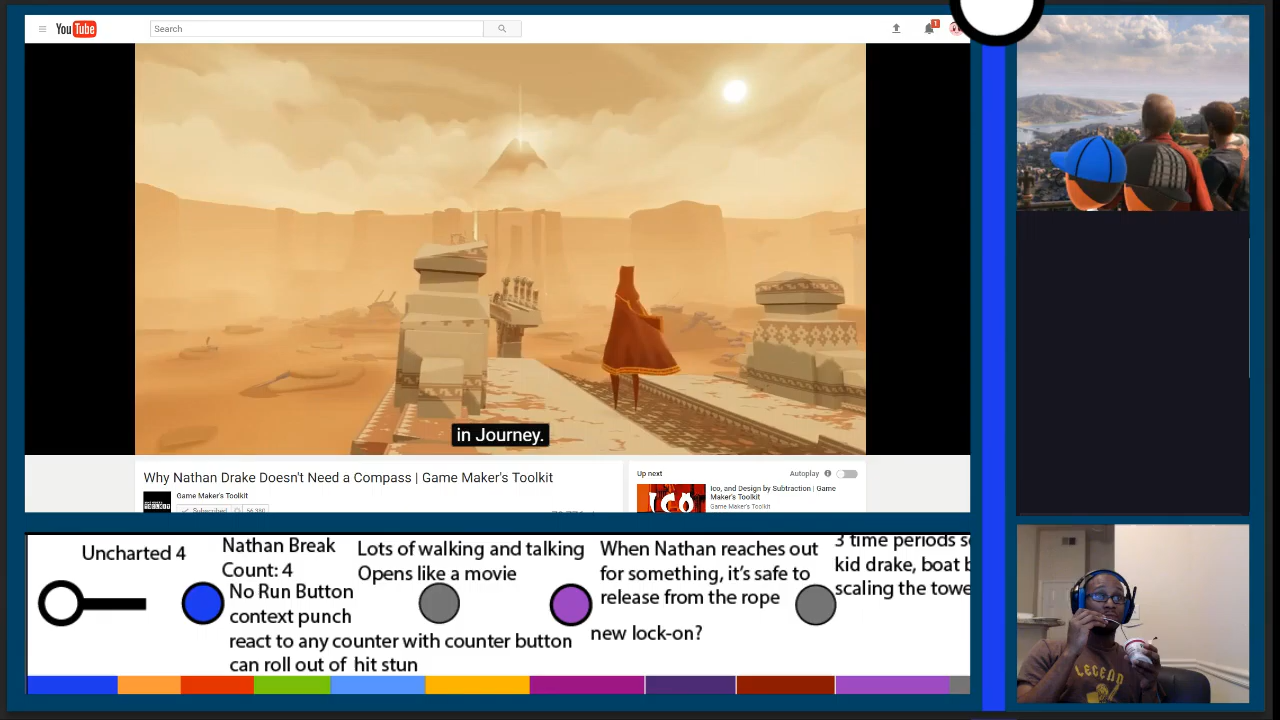 YouTube
Search
1
in Journey.
Why Nathan Drake Doesn't Need a Compass | Game Maker's Toolkit
Game Maker's Toolkit
Subscribed
Up next
Autoplay
ICO
Ico, and Design by Subtraction | Game
Maker's Toolkit
Game Maker's Toolkit
Uncharted 4
Nathan Break
Count: 4
No Run Button
context punch
react to any counter with counter button
can roll out of hit stun
Lots of walking and talking
Opens like a movie
When Nathan reaches out
for something, it's safe to
release from the rope
new lock-on?
3 time periods
kid drake, boat
scaling the
LEGEND